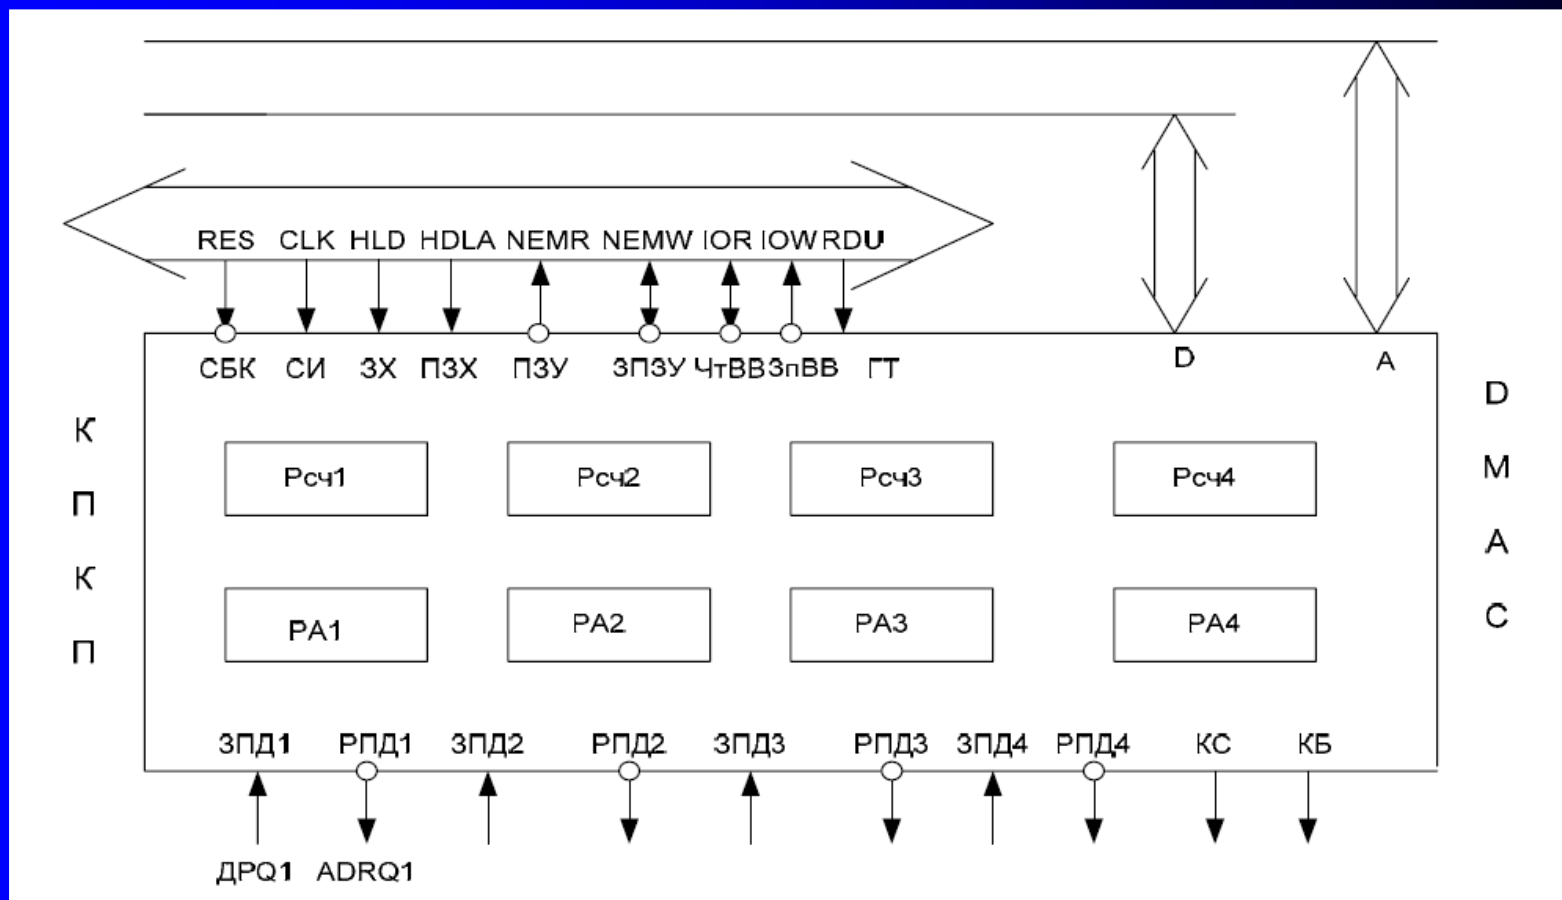 RES CLK HLD HDLA NEMR NEMW IOR IOW RDU
СБК СИ ЗХ ПЗХ ПЗУ ЗПЗУ ЧтВВ ЗпВВ ГТ D A
К П К П
D M A C
Рсч1 Рсч2 Рсч3 Рсч4
РА1 РА2 РА3 РА4
ЗПД1 РПД1 ЗПД2 РПД2 ЗПД3 РПД3 ЗПД4 РПД4 КС КБ
ДРQ1 ADRQ1